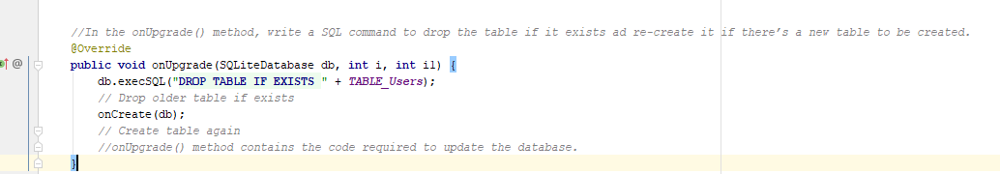 //In the onUpgrade() method, write a SQL command to drop the table if it exists ad re-create it if there's a new table to be created.
@Override
public void onUpgrade(SQLiteDatabase db, int i, int il) {
db.execSQL("DROP TABLE IF EXISTS " + TABLE_Users);
// Drop older table if exists
onCreate(db);
// Create table again
//onUpgrade() method contains the code required to update the database.
}